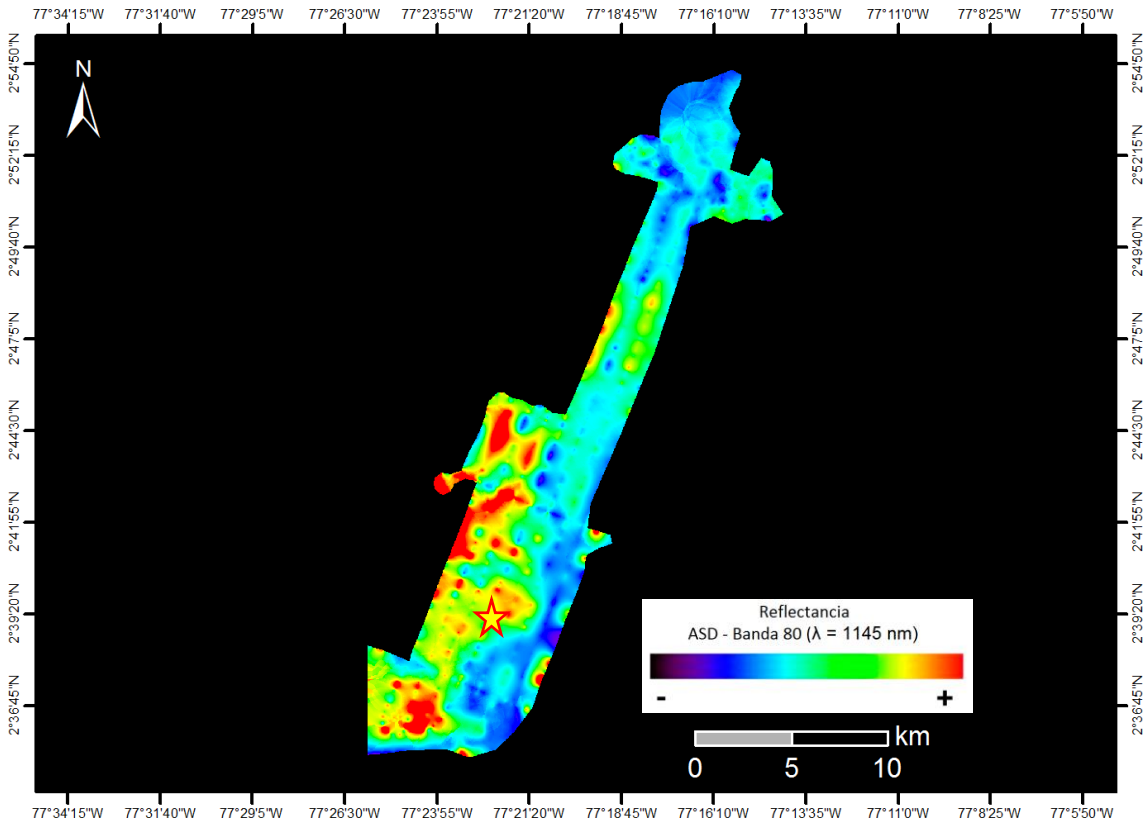 77°34'15"W 77°31'40"W 77°29'5"W 77°26'30"W 77°23'55"W 77°21'20"W 77°18'45"W 77°16'10"W 77°13'35"W 77°11'0"W 77°8'25"W 77°5'50"W
2°54'50"N 2°54'50"N
N
2°52'15"N 2°52'15"N
2°49'40"N 2°49'40"N
2°47'5"N 2°47'5"N
2°44'30"N 2°44'30"N
2°41'55"N 2°41'55"N
2°39'20"N 2°39'20"N
Reflectancia
ASD - Banda 80 (λ = 1145 nm)
- +
2°36'45"N 2°36'45"N
km
0 5 10
77°34'15"W 77°31'40"W 77°29'5"W 77°26'30"W 77°23'55"W 77°21'20"W 77°18'45"W 77°16'10"W 77°13'35"W 77°11'0"W 77°8'25"W 77°5'50"W